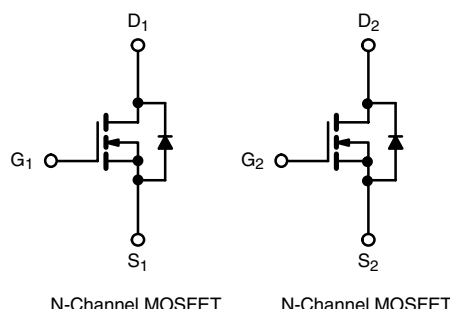 D1 D2
G1 G2
S1 S2
N-Channel MOSFET N-Channel MOSFET